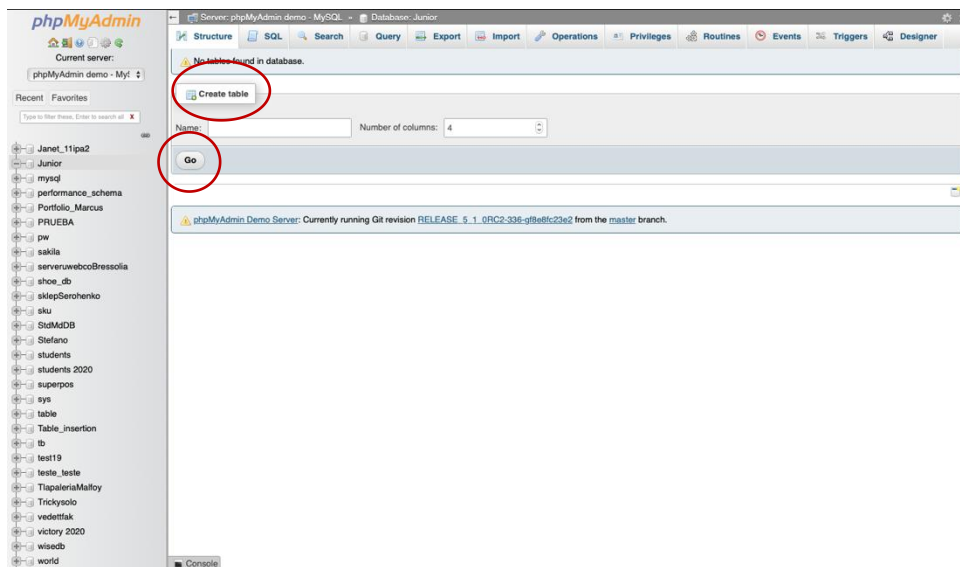 phpMyAdmin
Current server:
phpMyAdmin demo - My!
Recent Favorites
Type to filter these, Enter to search all X
Janet_11ipa2
Junior
mysql
performance_schema
Portfolio_Marcus
PRUEBA
pw
sakila
serveruwebcoBressolia
shoe_db
sklepSerohenko
sku
StdMdDB
Stefano
students
students 2020
superpos
sys
table
Table_insertion
tb
test19
teste_teste
TlapaleriaMalfoy
Trickysolo
vedettfak
victory 2020
wisedb
world
Server: phpMyAdmin demo - MySQL » Database: Junior
Structure SQL Search Query Export Import Operations Privileges Routines Events Triggers Designer
No tables found in database.
Create table
Name: Number of columns: 4
Go
phpMyAdmin Demo Server: Currently running Git revision RELEASE_5_1_0RC2-336-gf8e8fc23e2 from the master branch.
Console